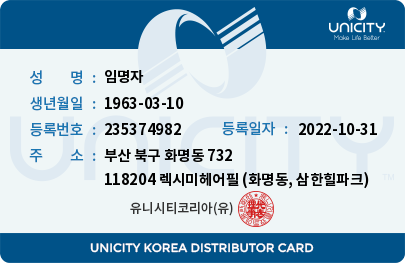 UNICITY
Make Life Better
성 명 : 임명자
생년월일 : 1963-03-10
등록번호 : 235374982 등록일자 : 2022-10-31
주 소 : 부산 북구 화명동 732
118204 렉시미헤어필 (화명동, 삼한힐파크)
유니시티코리아(유)
UNICITY
UNICITY KOREA DISTRIBUTOR CARD